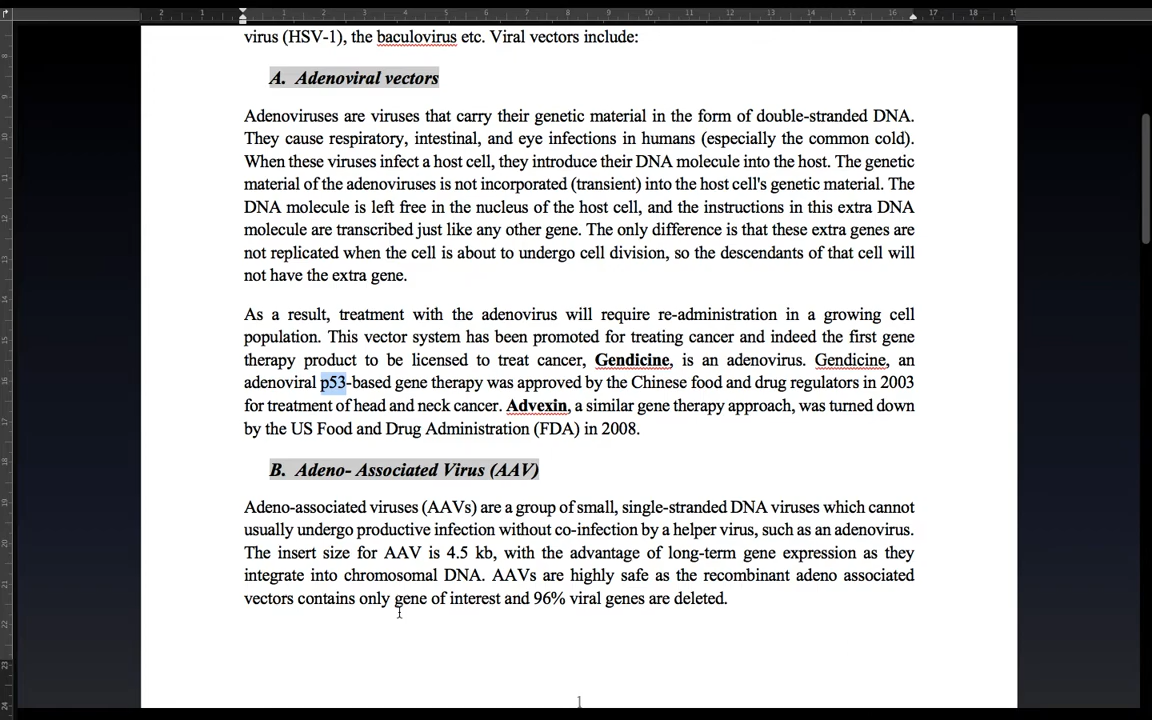 virus (HSV-1), the baculovirus etc. Viral vectors include:
A. Adenoviral vectors
Adenoviruses are viruses that carry their genetic material in the form of double-stranded DNA.
They cause respiratory, intestinal, and eye infections in humans (especially the common cold).
When these viruses infect a host cell, they introduce their DNA molecule into the host. The genetic
material of the adenoviruses is not incorporated (transient) into the host cell's genetic material. The
DNA molecule is left free in the nucleus of the host cell, and the instructions in this extra DNA
molecule are transcribed just like any other gene. The only difference is that these extra genes are
not replicated when the cell is about to undergo cell division, so the descendants of that cell will
not have the extra gene.
As a result, treatment with the adenovirus will require re-administration in a growing cell
population. This vector system has been promoted for treating cancer and indeed the first gene
therapy product to be licensed to treat cancer, Gendicine, is an adenovirus. Gendicine, an
adenoviral p53-based gene therapy was approved by the Chinese food and drug regulators in 2003
for treatment of head and neck cancer. Advexin, a similar gene therapy approach, was turned down
by the US Food and Drug Administration (FDA) in 2008.
B. Adeno- Associated Virus (AAV)
Adeno-associated viruses (AAVs) are a group of small, single-stranded DNA viruses which cannot
usually undergo productive infection without co-infection by a helper virus, such as an adenovirus.
The insert size for AAV is 4.5 kb, with the advantage of long-term gene expression as they
integrate into chromosomal DNA. AAVs are highly safe as the recombinant adeno associated
vectors contains only gene of interest and 96% viral genes are deleted.
1